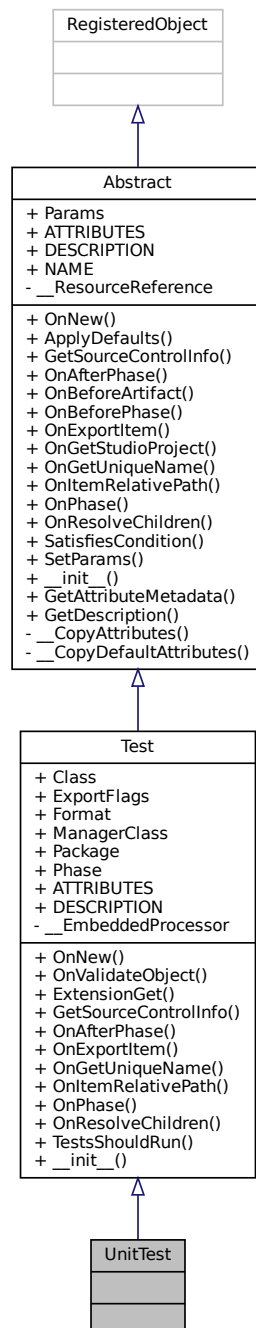 RegisteredObject
Abstract
+ Params
+ ATTRIBUTES
+ DESCRIPTION
+ NAME
- __ResourceReference
+ OnNew()
+ ApplyDefaults()
+ GetSourceControlInfo()
+ OnAfterPhase()
+ OnBeforeArtifact()
+ OnBeforePhase()
+ OnExportItem()
+ OnGetStudioProject()
+ OnGetUniqueName()
+ OnItemRelativePath()
+ OnPhase()
+ OnResolveChildren()
+ SatisfiesCondition()
+ SetParams()
+ __init__()
+ GetAttributeMetadata()
+ GetDescription()
- __CopyAttributes()
- __CopyDefaultAttributes()
Test
+ Class
+ ExportFlags
+ Format
+ ManagerClass
+ Package
+ Phase
+ ATTRIBUTES
+ DESCRIPTION
- __EmbeddedProcessor
+ OnNew()
+ OnValidateObject()
+ ExtensionGet()
+ GetSourceControlInfo()
+ OnAfterPhase()
+ OnExportItem()
+ OnGetUniqueName()
+ OnItemRelativePath()
+ OnPhase()
+ OnResolveChildren()
+ TestsShouldRun()
+ __init__()
UnitTest